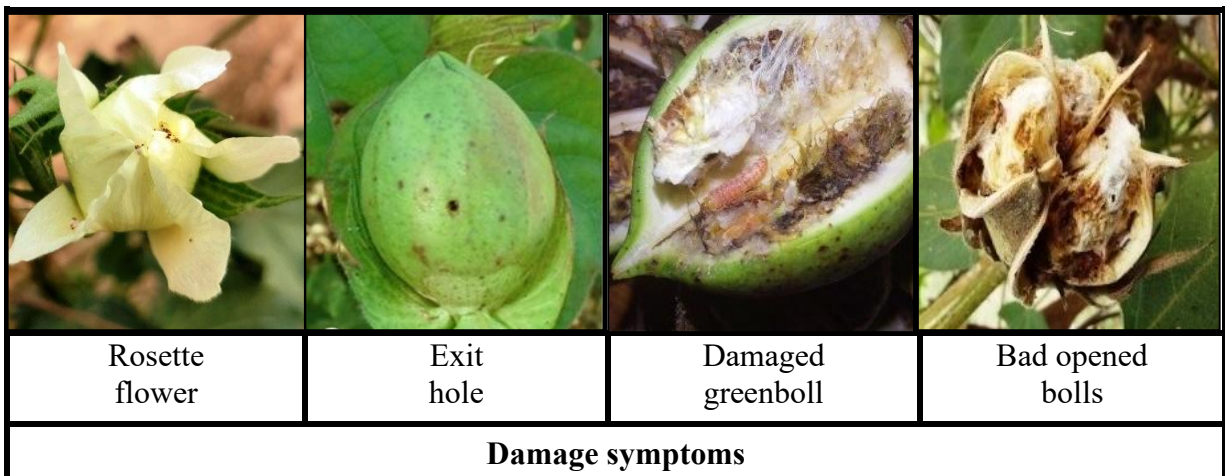 Rosette
flower
Exit
hole
Damaged
greenboll
Bad opened
bolls
Damage symptoms